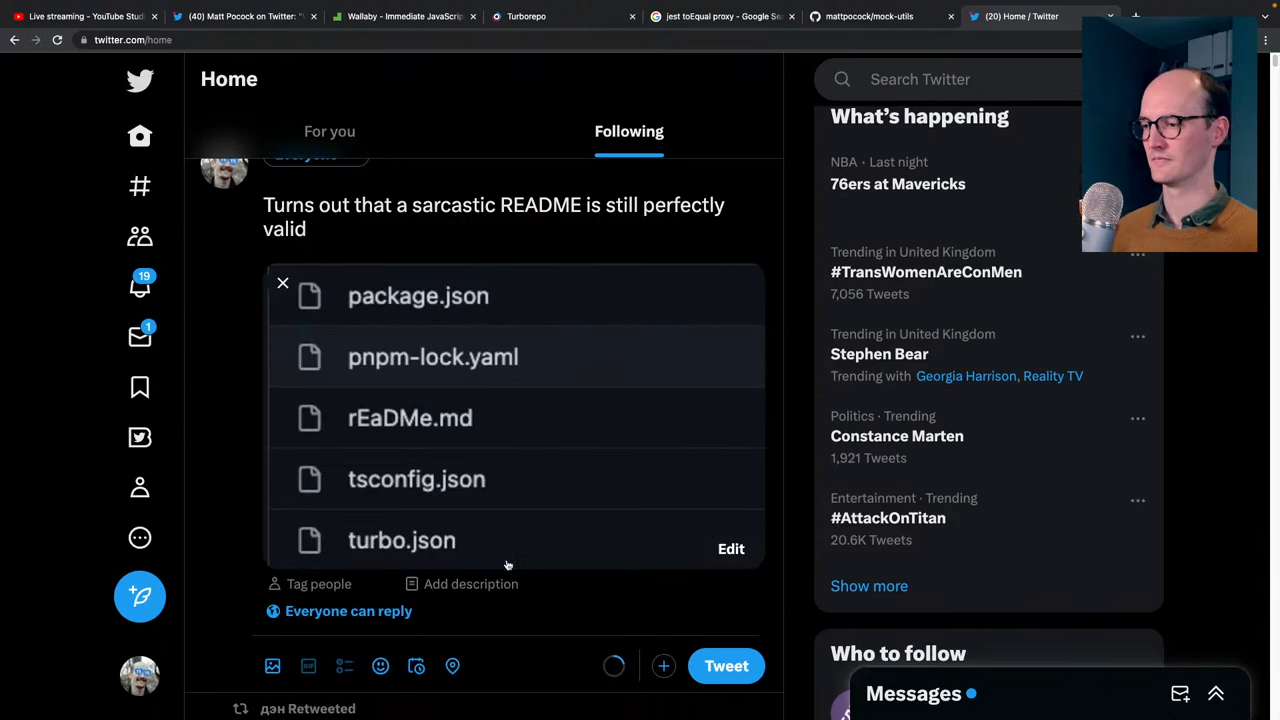 Live streaming - YouTube Stud
(40) Matt Pocock on Twitter: "
Wallaby - Immediate JavaScrip
Turborepo
jest toEqual proxy - Google Se
mattpocock/mock-utils
(20) Home / Twitter
twitter.com/home
Home
Search Twitter
For you
Following
Everyone
Turns out that a sarcastic README is still perfectly
valid
package.json
pnpm-lock.yaml
rEaDMe.md
tsconfig.json
turbo.json
Edit
Tag people
Add description
Everyone can reply
Tweet
дэн Retweeted
19
1
What's happening
NBA · Last night
76ers at Mavericks
Trending in United Kingdom
#TransWomenAreConMen
7,056 Tweets
Trending in United Kingdom
Stephen Bear
Trending with Georgia Harrison, Reality TV
Politics · Trending
Constance Marten
1,921 Tweets
Entertainment · Trending
#AttackOnTitan
20.6K Tweets
Show more
Who to follow
Messages